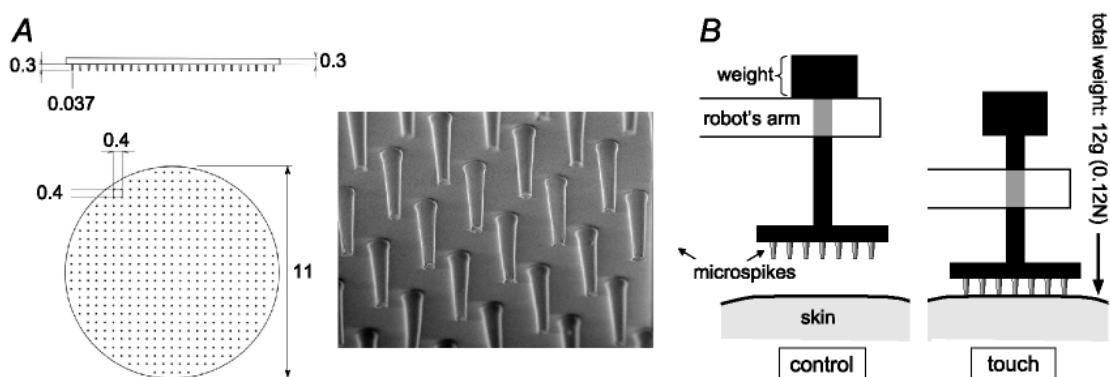 A
0.3
0.3
0.037
0.4
0.4
11
B
weight
robot's arm
microspikes
skin
control
touch
total weight: 12g (0.12N)